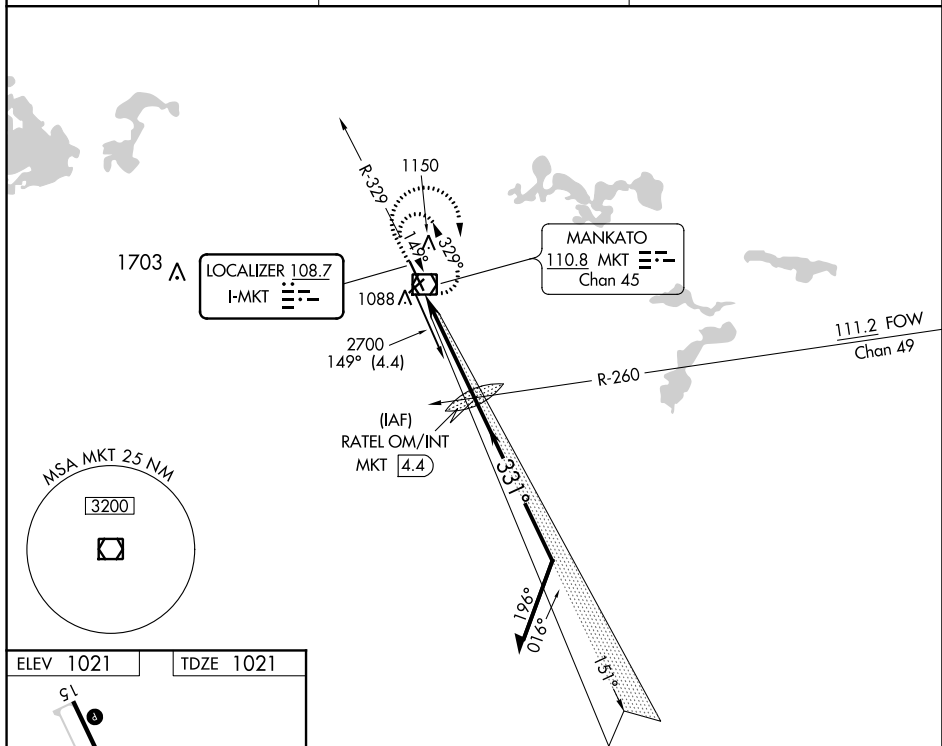 1150
R-329
149°
329°
1703
LOCALIZER 108.7
I-MKT
1088
MANKATO
110.8 MKT
Chan 45
2700
149° (4.4)
111.2 FOW
Chan 49
R-260
(IAF)
RATEL OM/INT
MKT 4.4
331°
MSA MKT 25 NM
3200
196°
016°
151°
ELEV 1021
TDZE 1021
15
P